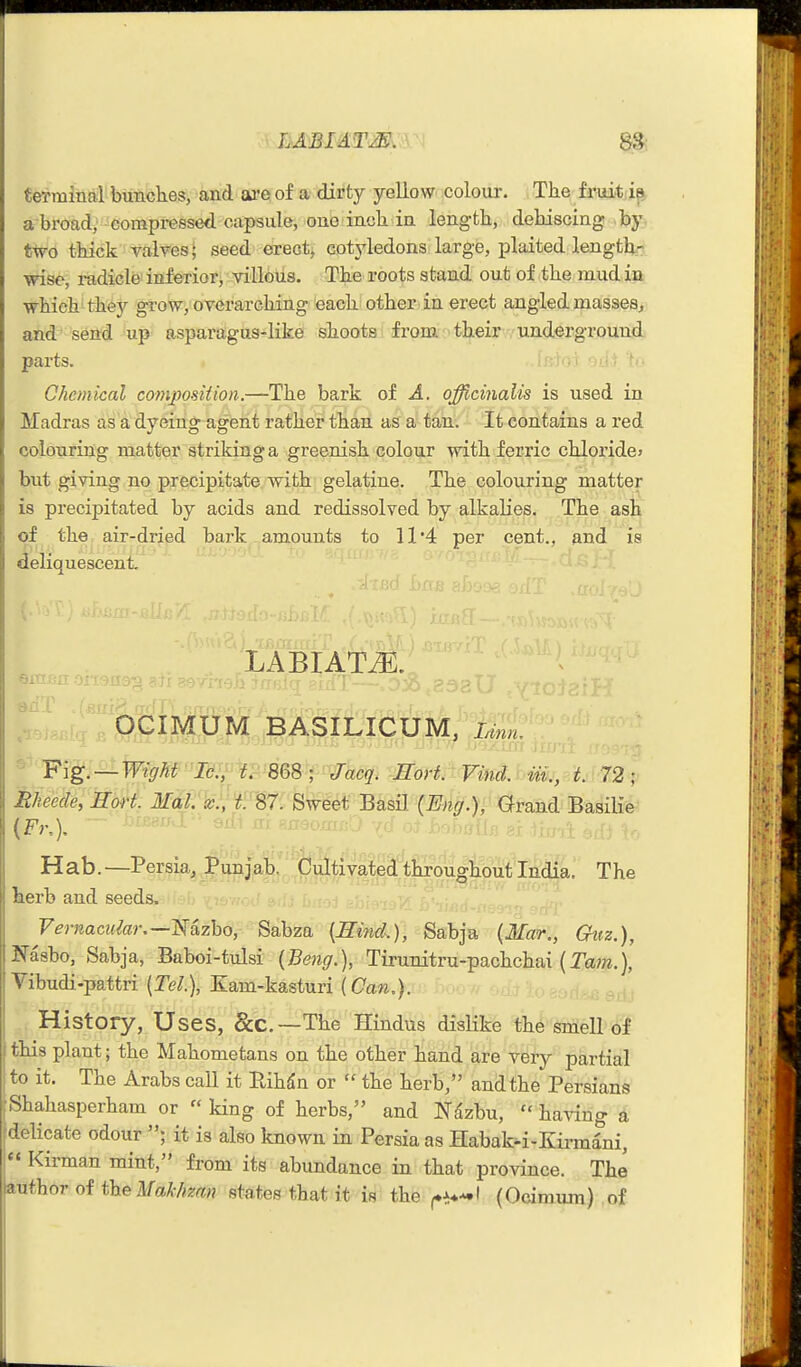 LABIATÆ. 83
terminal bunches, and are of a dirty yellow colour. The fruit is
a broad, compressed capsule, one inch in length, dehiscing by
two thick valves; seed erect, cotyledons large, plaited length-
wise, radicle inferior, villous. The roots stand out of the mud in
which they grow, overarching each other in erect angled masses,
and send up asparagus-like shoots from their underground
parts.
Chemical composition.—The bark of A. officinalis is used in
Madras as a dyeing agent rather than as a tan. It contains a red
colouring matter striking a greenish colour with ferric chloride,
but giving no precipitate with gelatine. The colouring matter
is precipitated by acids and redissolved by alkalies. The ash
of the air-dried bark amounts to 11·4 per cent., and is
deliquescent.
LABIATÆ.
OCIMUM BASILICUM, Linn.
Fig.—Wight Ic., t. 868; Jacq. Hort. Vind. iii., t. 72;
Rheede, Hort. Mal. x., t. 87. Sweet Basil (Eng.), Grand Basilie
(Fr.).
Hab.—Persia, Punjab. Cultivated throughout India. The
herb and seeds.
Vernacular.—Názbo, Sabza (Hind.), Sabja (Mar., Guz.),
Násbo, Sabja, Baboi-tulsi (Beng.), Tirunitru-pachchai (Tam.),
Vibudi-pattri (Tel.), Kam-kásturi (Can.).
History, Uses, &c.—The Hindus dislike the smell of
this plant; the Mahometans on the other hand are very partial
to it. The Arabs call it Rihán or "the herb," and the Persians
Shahasperham or "king of herbs," and Názbu, "having a
delicate odour"; it is also known in Persia as Habak-i-Kirmáni,
"Kirman mint," from its abundance in that province. The
author of the Makhzan states that it is the (Ocimum) of